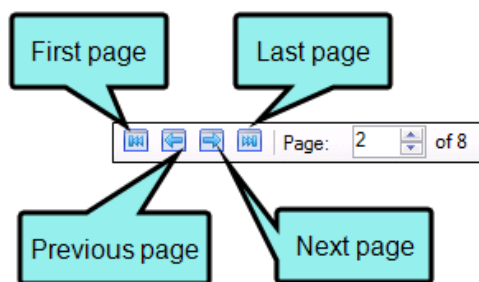 First page
Last page
Page: 2 of 8
Previous page
Next page